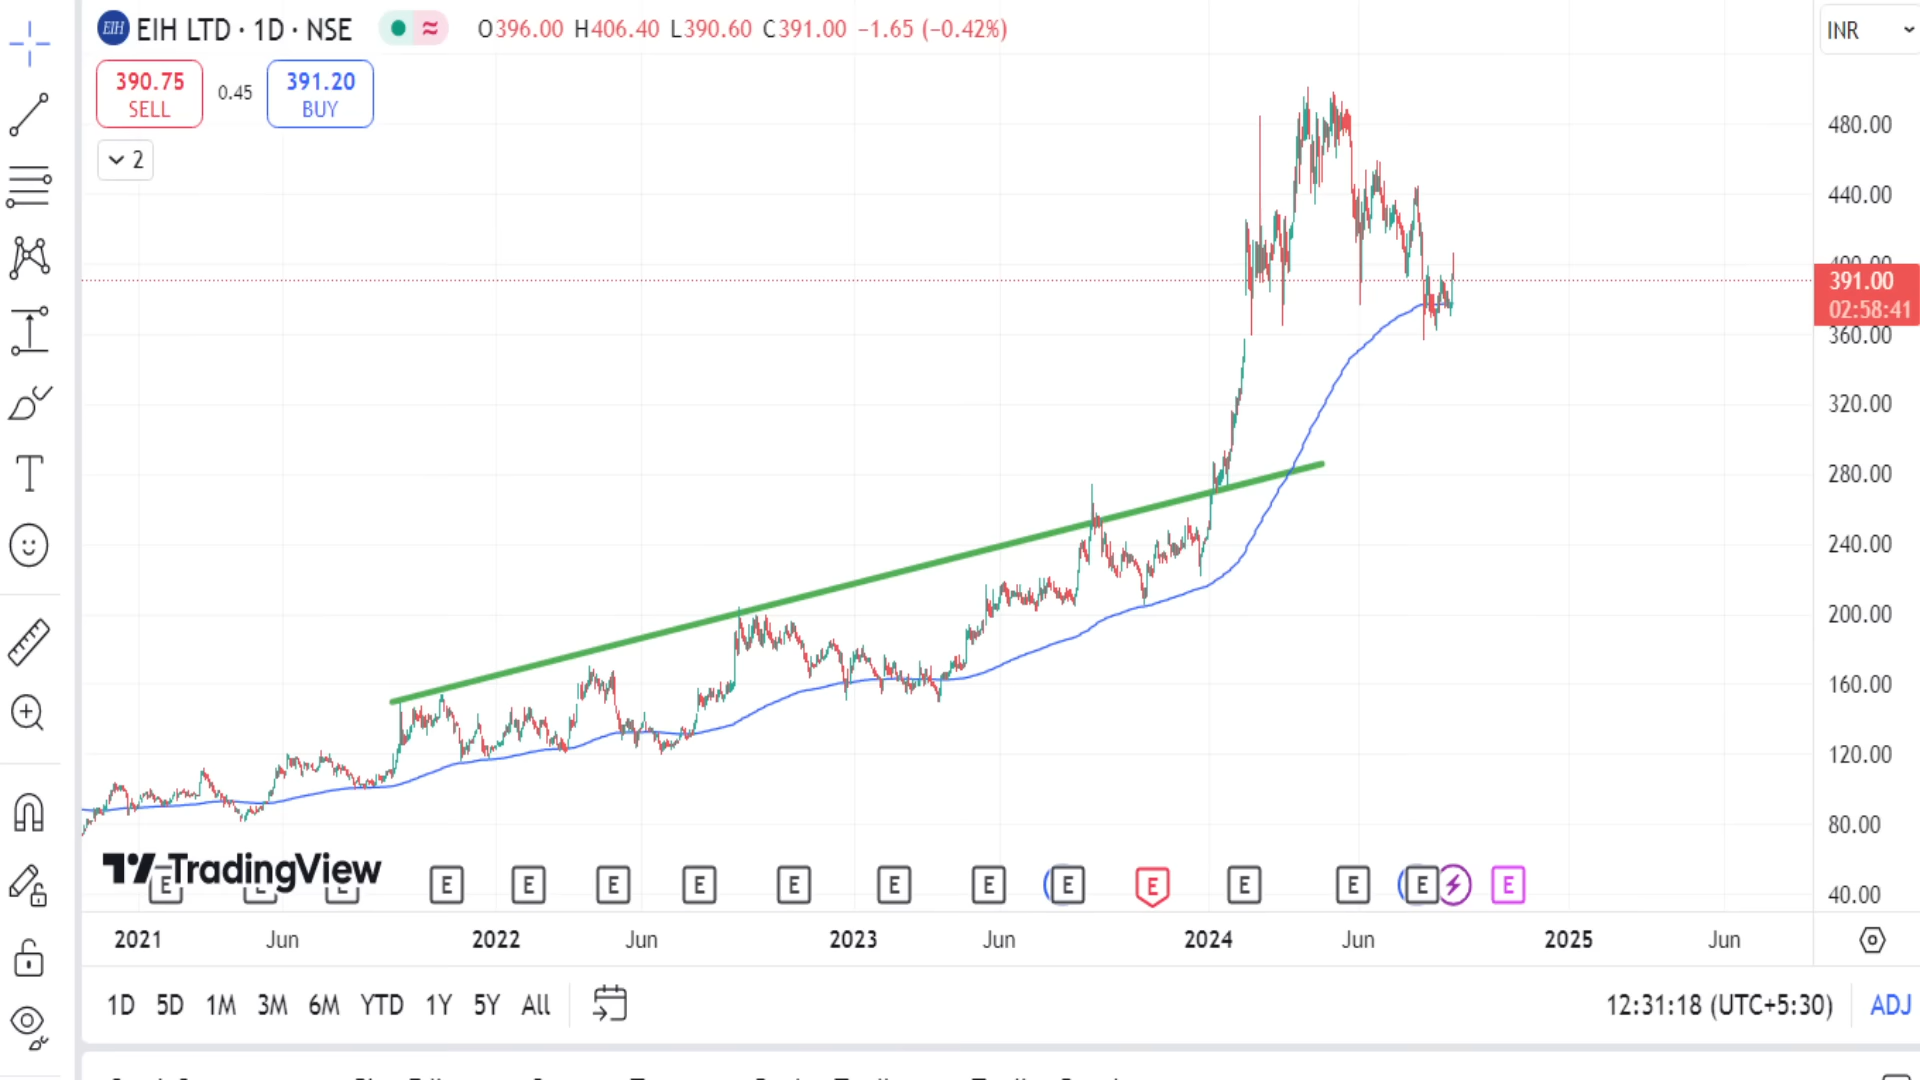 EIH EIH LTD · 1D · NSE ≈ O396.00 H406.40 L390.60 C391.00 −1.65 (−0.42%) INR
390.75 SELL 0.45 391.20 BUY
2
480.00
440.00
400.00
391.00
02:58:41
360.00
320.00
280.00
240.00
200.00
160.00
120.00
80.00
40.00
TradingView
E E E E E E E E E E E E E E E E
2021 Jun 2022 Jun 2023 Jun 2024 Jun 2025 Jun
1D 5D 1M 3M 6M YTD 1Y 5Y All 12:31:18 (UTC+5:30) ADJ